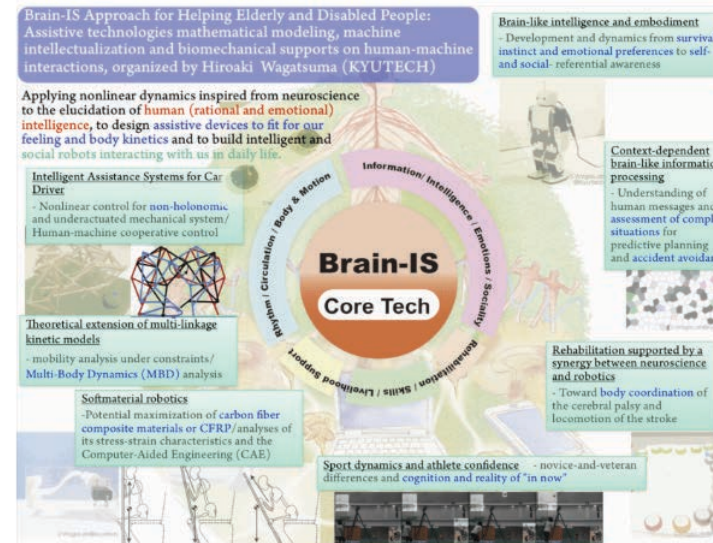 Brain-IS Approach for Helping Elderly and Disabled People:
Assistive technologies mathematical modeling, machine
intellectualization and biomechanical supports on human-machine
interactions, organized by Hiroaki Wagatsuma (KYUTECH)
Applying nonlinear dynamics inspired from neuroscience
to the elucidation of human (rational and emotional)
intelligence, to design assistive devices to fit for our
feeling and body kinetics and to build intelligent and
social robots interacting with us in daily life.
Brain-like intelligence and embodiment
- Development and dynamics from surviva
instinct and emotional preferences to self-
and social- referential awareness
Intelligent Assistance Systems for Car
Driver
- Nonlinear control for non-holonomic
and underactuated mechanical system/
Human-machine cooperative control
Context-dependent
brain-like informatic
processing
- Understanding of
human messages and
assessment of compl
situations for
predictive planning
and accident avoidan
Information/ Intelligence / Emotions / Sociality
Rhythm / Circulation / Body & Motion
Rehabilitation / Skills / Livelihood Support
Brain-IS
Core Tech
Theoretical extension of multi-linkage
kinetic models
- mobility analysis under constraints/
Multi-Body Dynamics (MBD) analysis
Rehabilitation supported by a
synergy between neuroscience
and robotics
- Toward body coordination of
the cerebral palsy and
locomotion of the stroke
Softmaterial robotics
-Potential maximization of carbon fiber
composite materials or CFRP/analyses of
its stress-strain characteristics and the
Computer-Aided Engineering (CAE)
Sport dynamics and athlete confidence - novice-and-veteran
differences and cognition and reality of "in now"